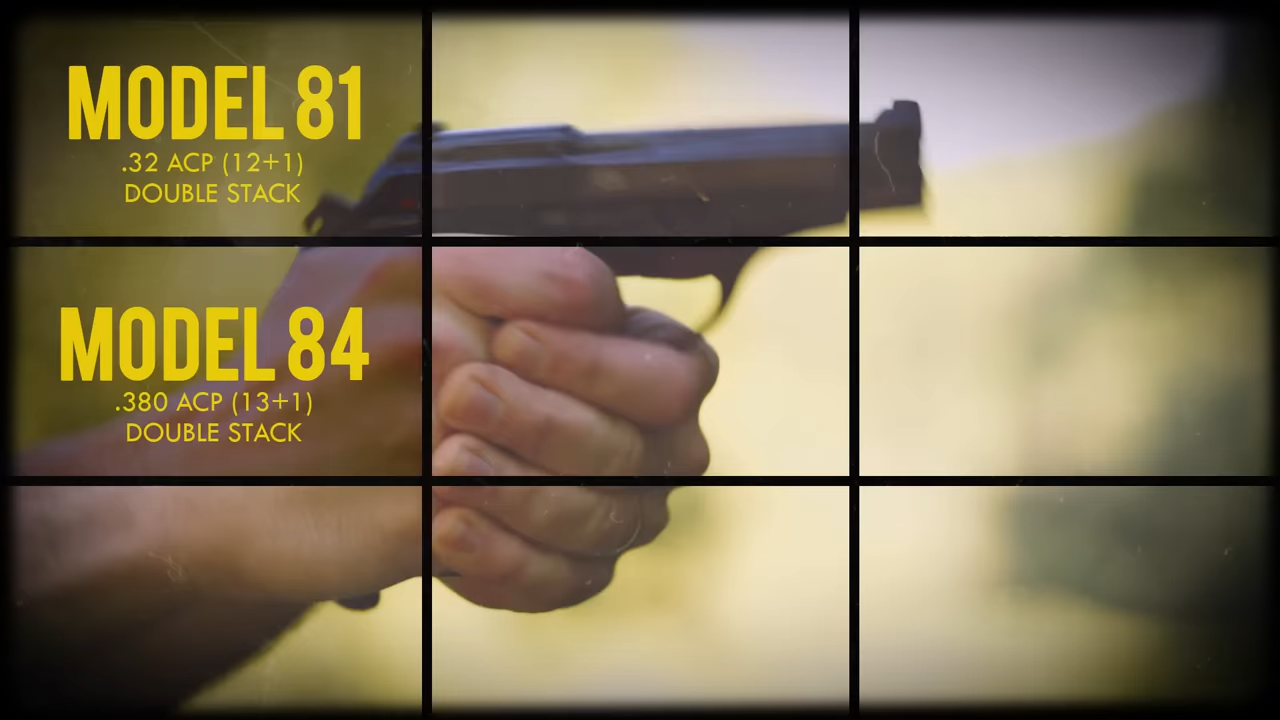 MODEL 81
.32 ACP (12+1)
DOUBLE STACK
MODEL 84
.380 ACP (13+1)
DOUBLE STACK